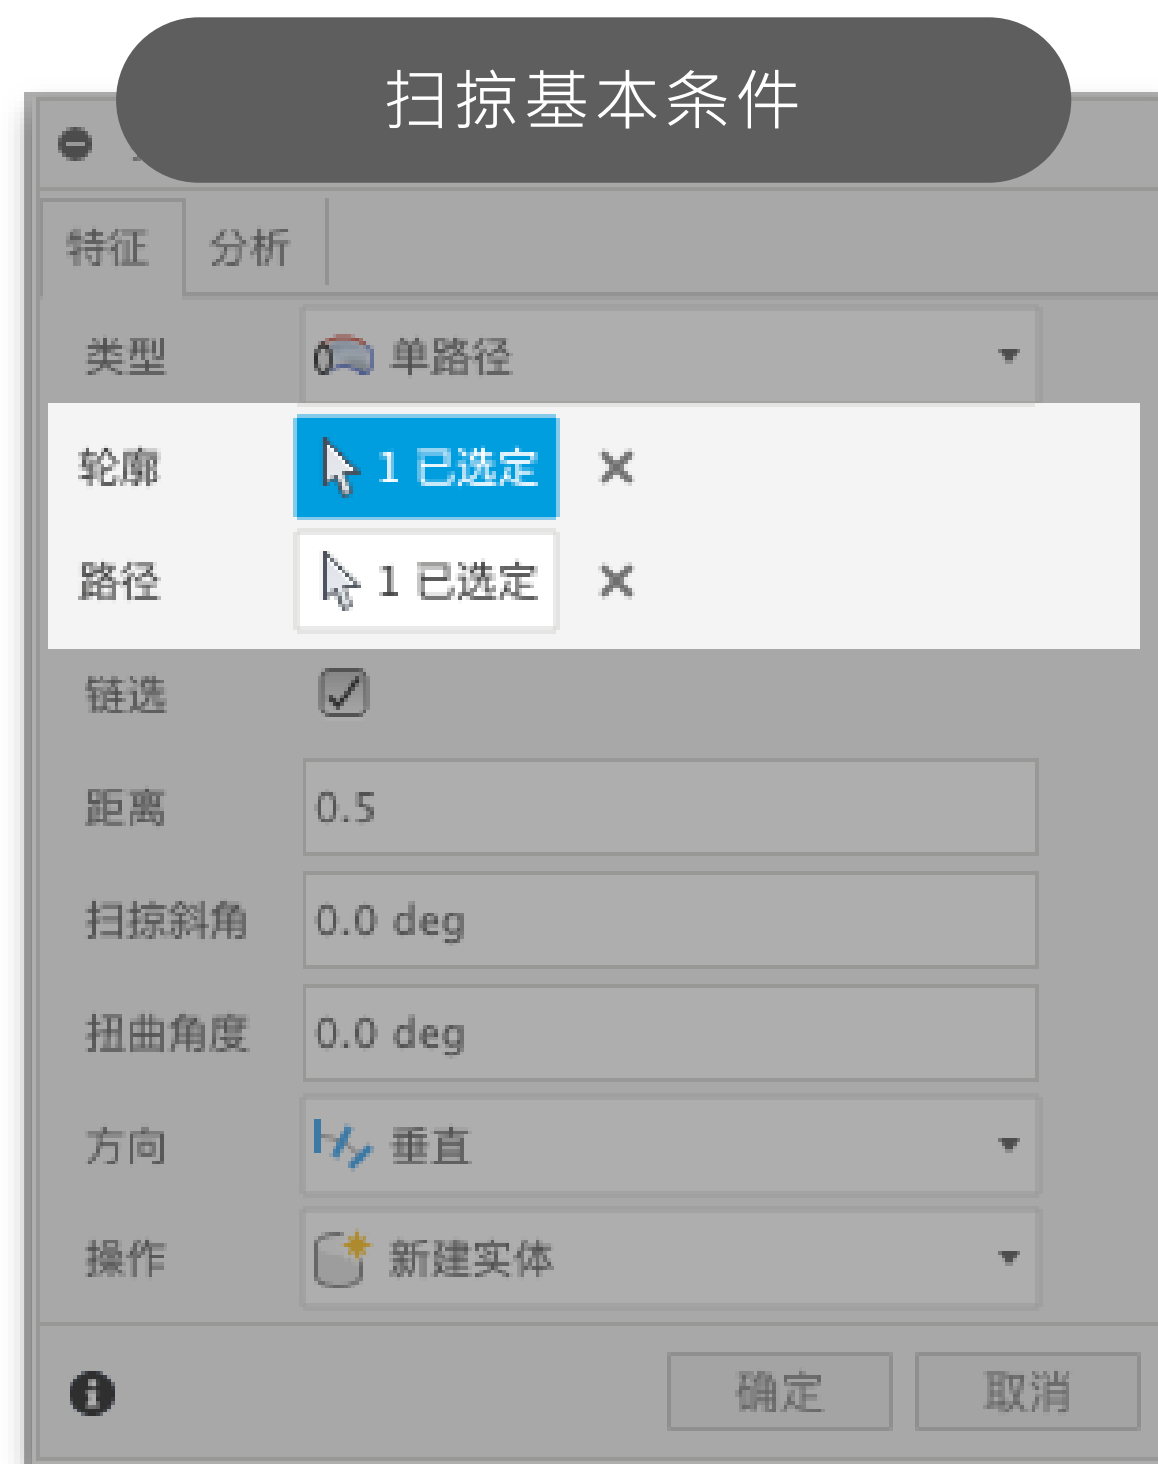 扫掠基本条件
特征 分析
类型 单路径
轮廓 1 已选定
路径 1 已选定
链选
距离 0.5
扫掠斜角 0.0 deg
扭曲角度 0.0 deg
方向 垂直
操作 新建实体
确定 取消